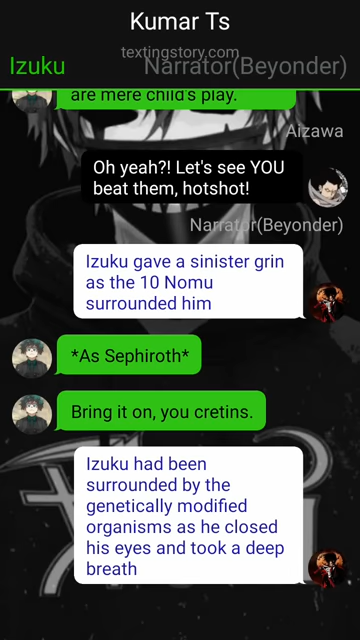 Kumar Ts
textingstory.com
Izuku
Narrator(Beyonder)
are mere child's play.
Aizawa
Oh yeah?! Let's see YOU
beat them, hotshot!
Narrator(Beyonder)
Izuku gave a sinister grin
as the 10 Nomu
surrounded him
*As Sephiroth*
Bring it on, you cretins.
Izuku had been
surrounded by the
genetically modified
organisms as he closed
his eyes and took a deep
breath